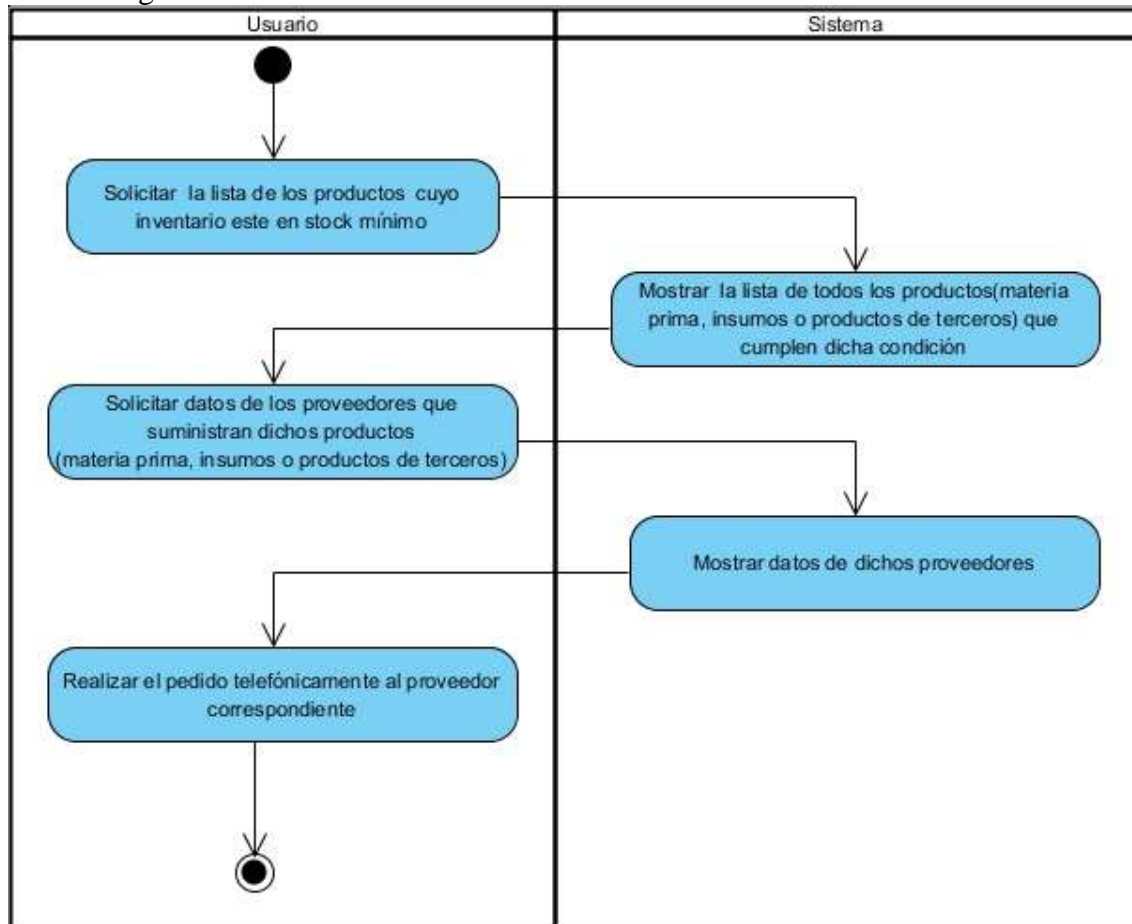 Usuario
Sistema
Solicitar la lista de los productos cuyo
inventario este en stock mínimo
Mostrar la lista de todos los productos(materia
prima, insumos o productos de terceros) que
cumplen dicha condición
Solicitar datos de los proveedores que
suministran dichos productos
(materia prima, insumos o productos de terceros)
Mostrar datos de dichos proveedores
Realizar el pedido telefónicamente al proveedor
correspondiente